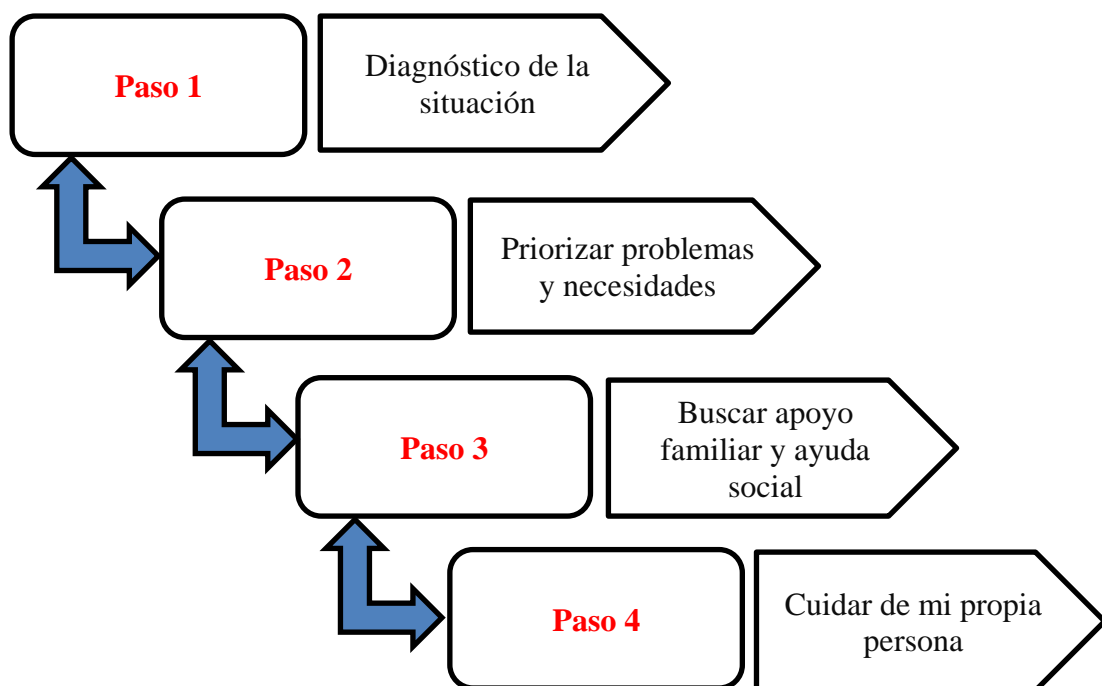 Paso 1
Diagnóstico de la
situación
Paso 2
Priorizar problemas
y necesidades
Paso 3
Buscar apoyo
familiar y ayuda
social
Paso 4
Cuidar de mi propia
persona